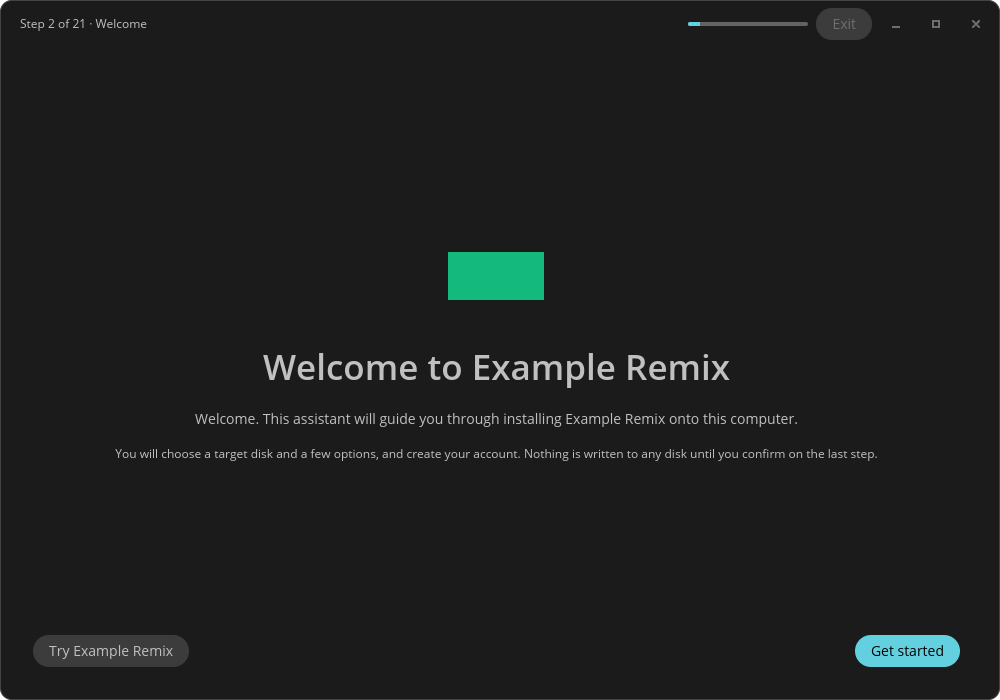 Step 2 of 21 · Welcome
Exit
Welcome to Example Remix
Welcome. This assistant will guide you through installing Example Remix onto this computer.
You will choose a target disk and a few options, and create your account. Nothing is written to any disk until you confirm on the last step.
Try Example Remix
Get started